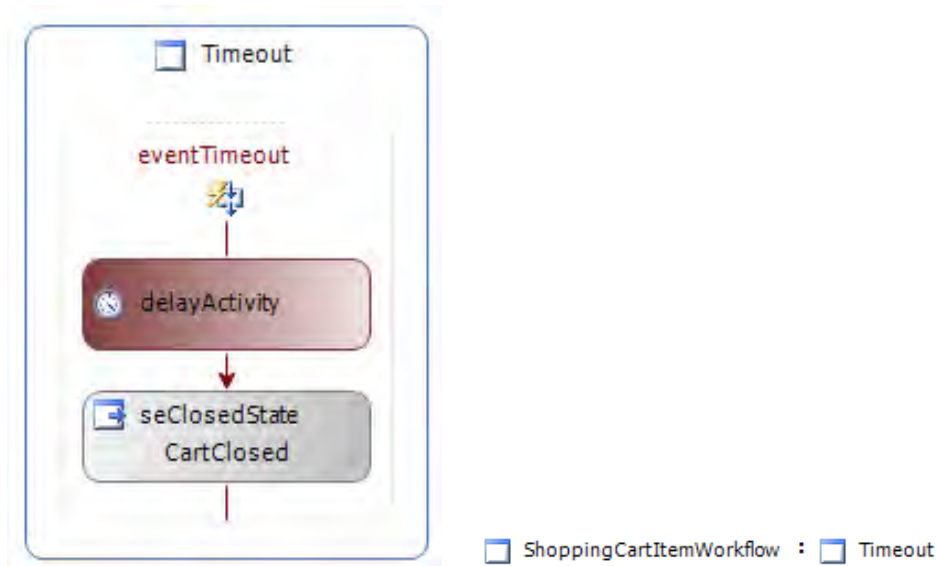 Timeout
eventTimeout
delayActivity
seClosedState
CartClosed
ShoppingCartItemWorkflow : Timeout